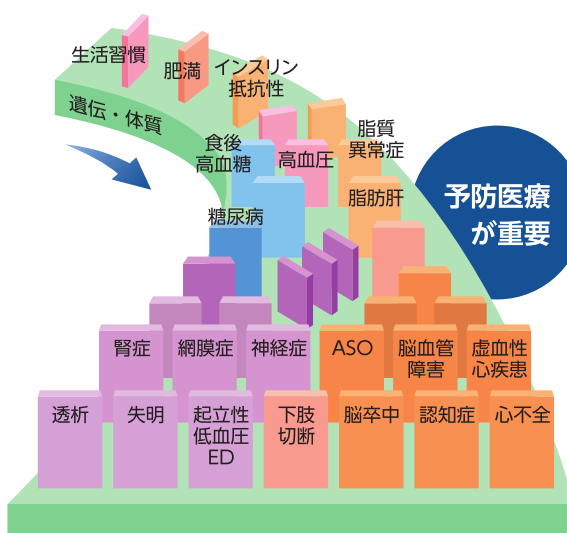 生活習慣
肥満
インスリン
抵抗性
遺伝・体質
食後
高血糖
高血圧
脂質
異常症
糖尿病
脂肪肝
予防医療
が重要
腎症
網膜症
神経症
ASO
脳血管
障害
虚血性
心疾患
透析
失明
起立性
低血圧
ED
下肢
切断
脳卒中
認知症
心不全